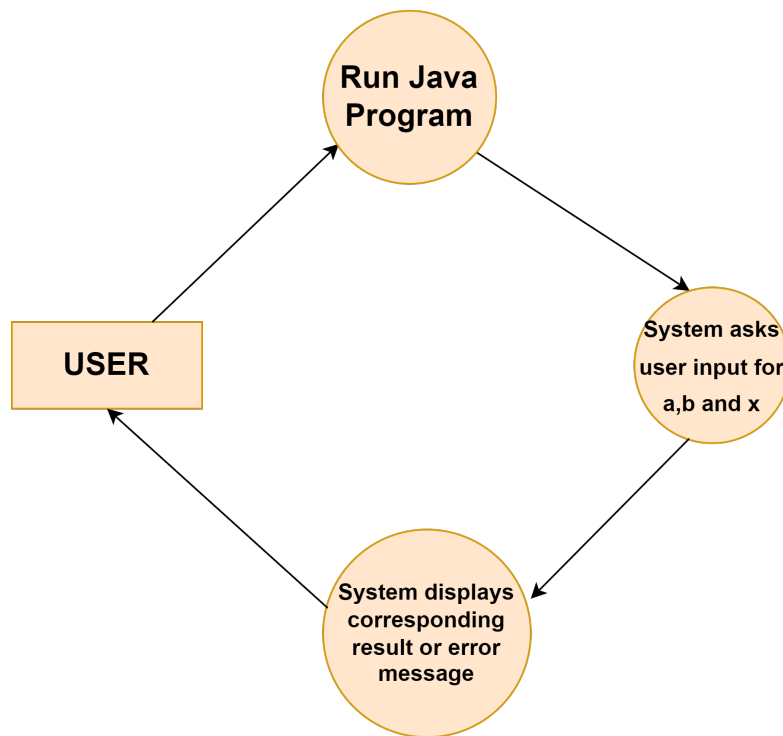 Run Java
Program
System asks
user input for
a,b and x
USER
System displays
corresponding
result or error
message